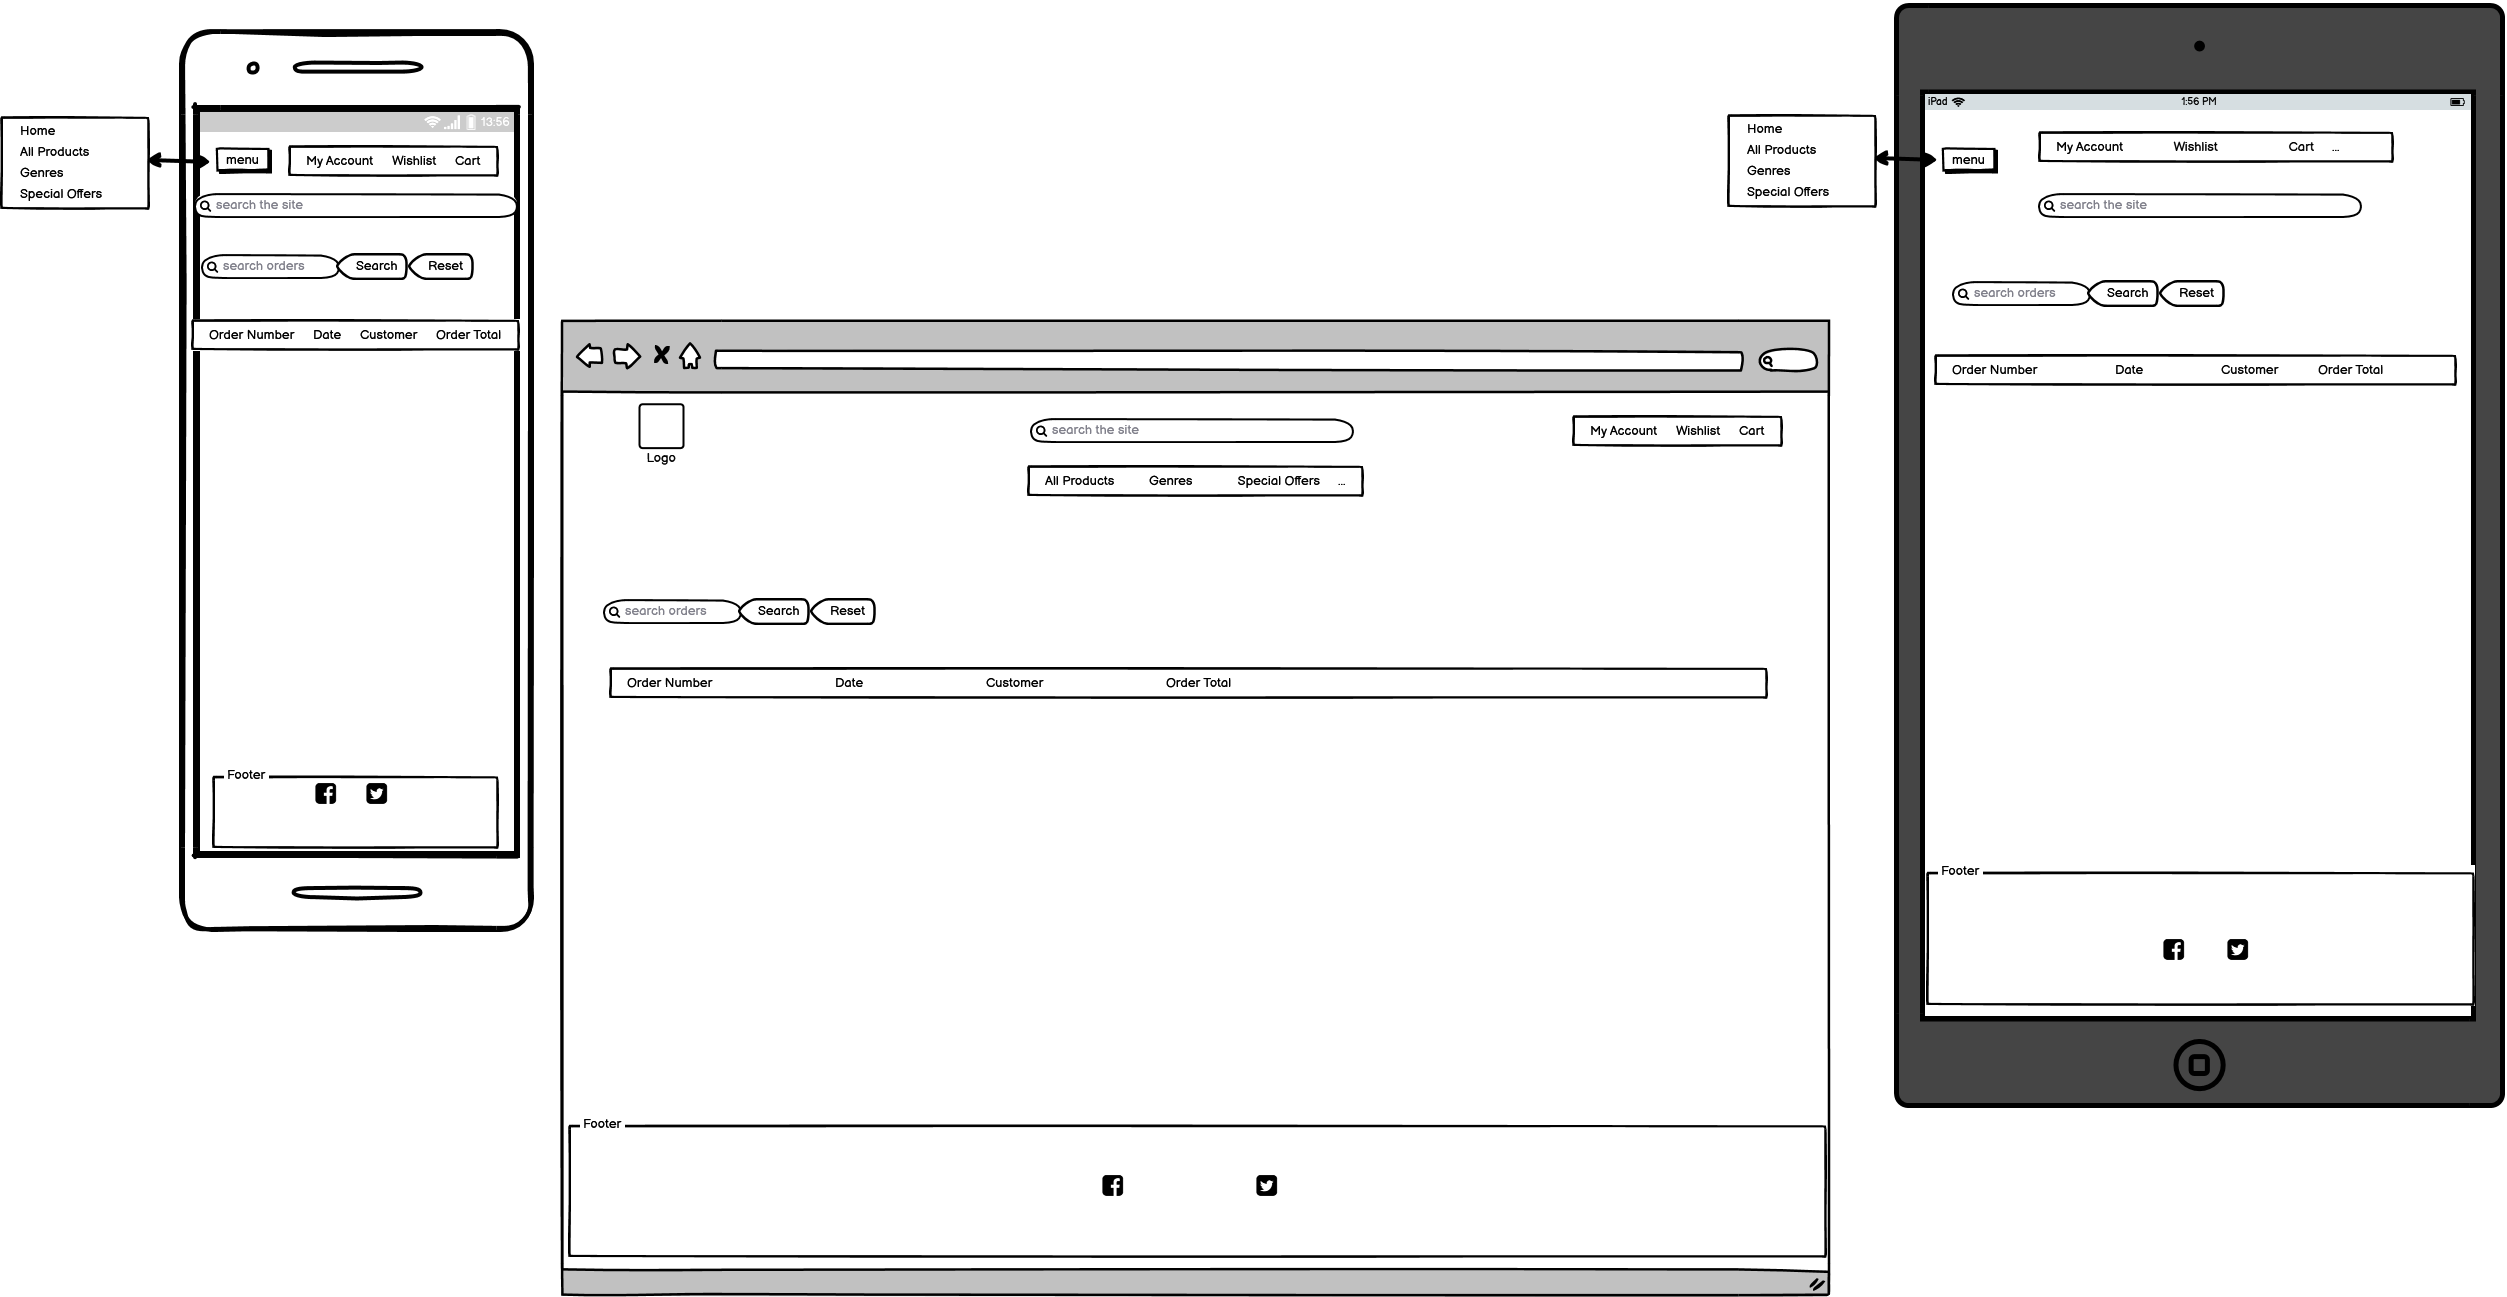 Home
All Products
Genres
Special Offers
13:56
menu
My Account Wishlist Cart
search the site
search orders Search Reset
Order Number Date Customer Order Total
Footer
Logo
search the site
My Account Wishlist Cart
All Products Genres Special Offers ...
search orders Search Reset
Order Number Date Customer Order Total
Footer
Home
All Products
Genres
Special Offers
iPad 1:56 PM
menu
My Account Wishlist Cart ...
search the site
search orders Search Reset
Order Number Date Customer Order Total
Footer